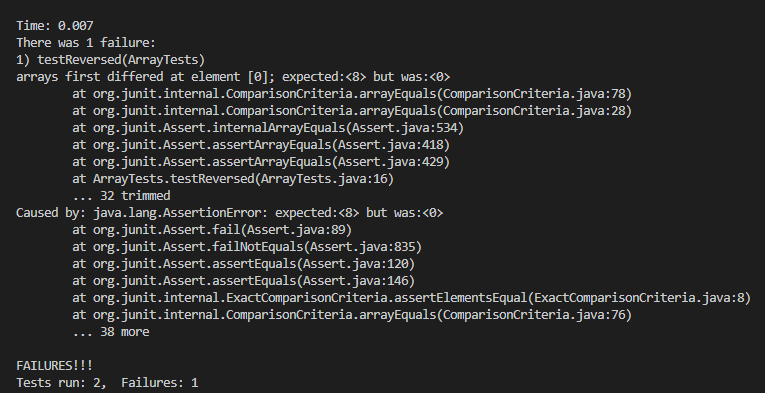 Time: 0.007
There was 1 failure:
1) testReversed(ArrayTests)
arrays first differed at element [0]; expected:<8> but was:<0>
        at org.junit.internal.ComparisonCriteria.arrayEquals(ComparisonCriteria.java:78)
        at org.junit.internal.ComparisonCriteria.arrayEquals(ComparisonCriteria.java:28)
        at org.junit.Assert.internalArrayEquals(Assert.java:534)
        at org.junit.Assert.assertArrayEquals(Assert.java:418)
        at org.junit.Assert.assertArrayEquals(Assert.java:429)
        at ArrayTests.testReversed(ArrayTests.java:16)
        ... 32 trimmed
Caused by: java.lang.AssertionError: expected:<8> but was:<0>
        at org.junit.Assert.fail(Assert.java:89)
        at org.junit.Assert.failNotEquals(Assert.java:835)
        at org.junit.Assert.assertEquals(Assert.java:120)
        at org.junit.Assert.assertEquals(Assert.java:146)
        at org.junit.internal.ExactComparisonCriteria.assertElementsEqual(ExactComparisonCriteria.java:8)
        at org.junit.internal.ComparisonCriteria.arrayEquals(ComparisonCriteria.java:76)
        ... 38 more

FAILURES!!!
Tests run: 2,  Failures: 1